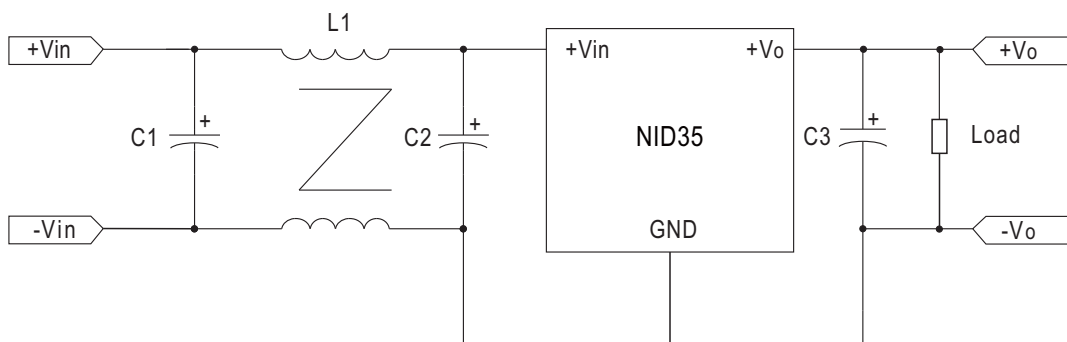 L1
+Vin
+Vin
+Vo
+Vo
C1
+
C2
+
NID35
C3
+
Load
-Vin
GND
-Vo